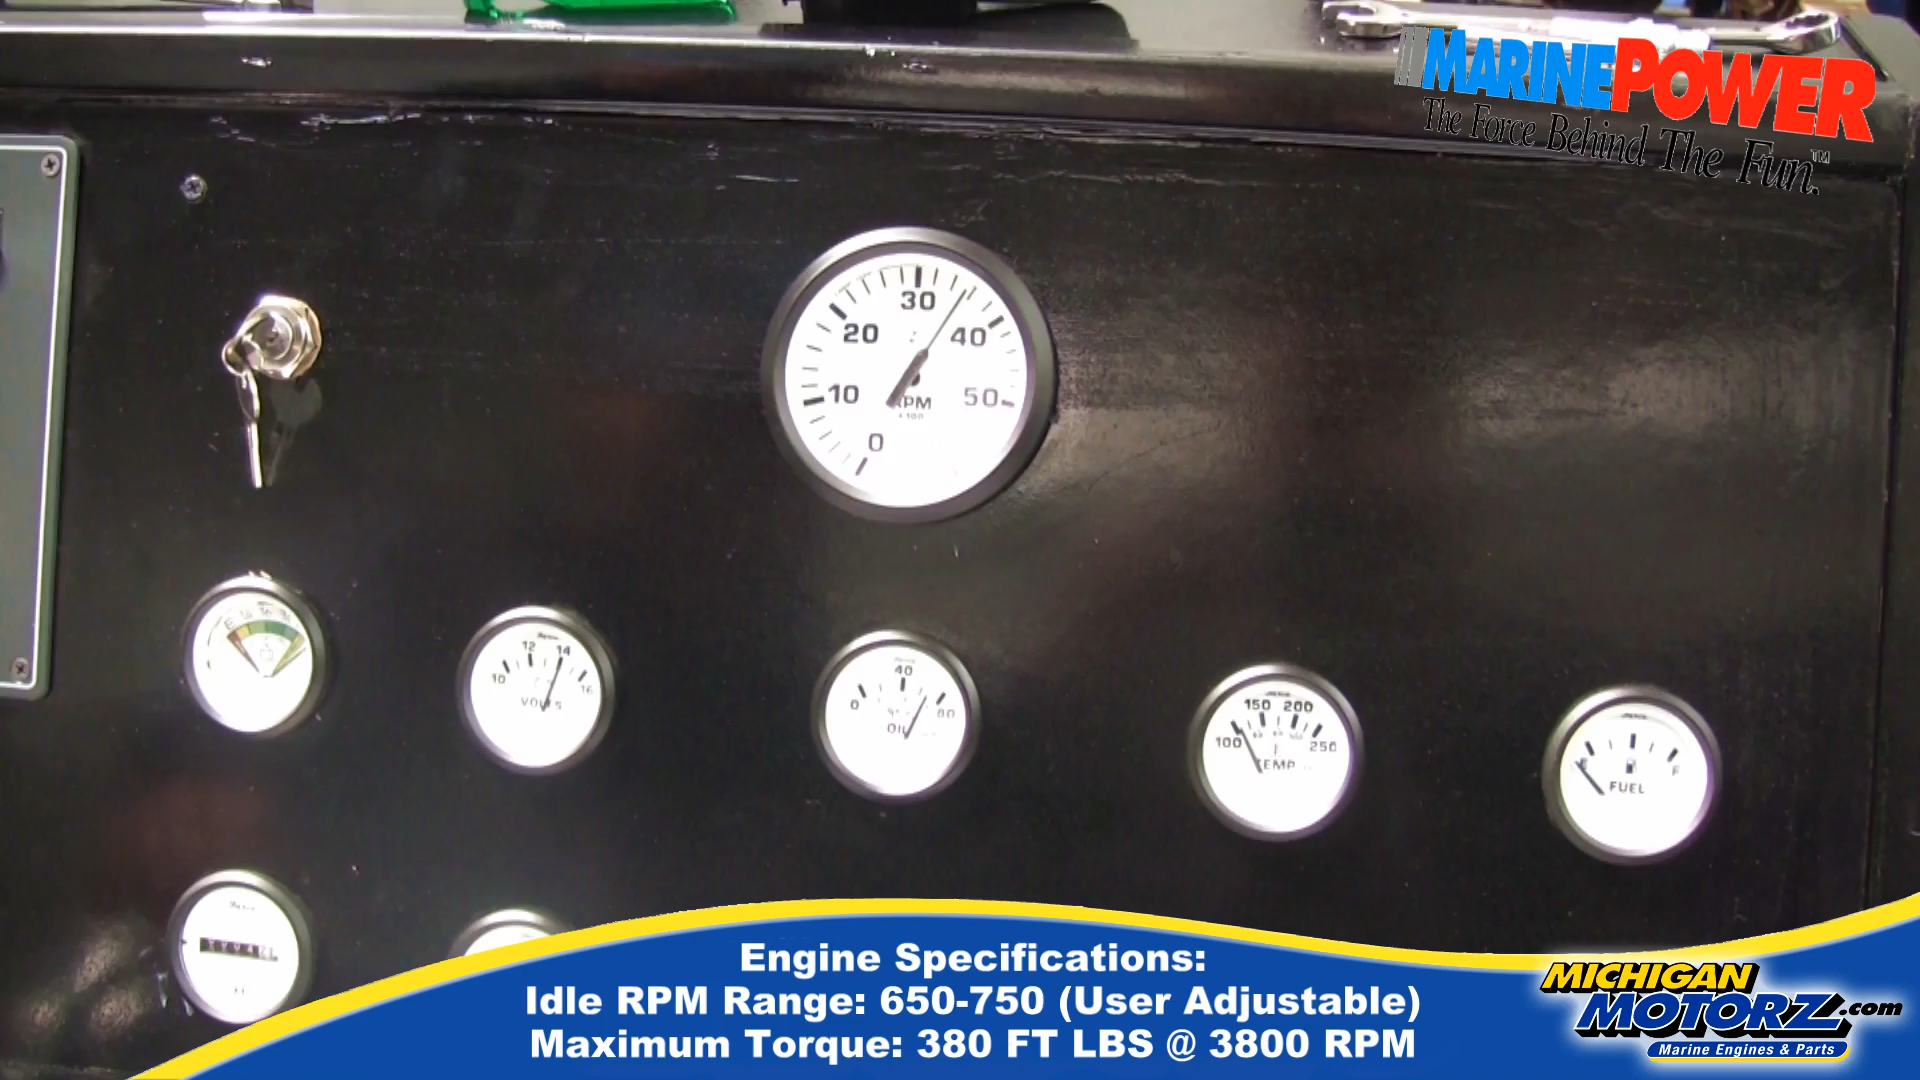 MARINEPOWER
The Force Behind The Fun.™
30
20
40
10
50
RPM
×100
0
12 14
10
16
VOLTS
40
0
80
OIL
150 200
100
250
TEMP
E
F
FUEL
Engine Specifications:
Idle RPM Range: 650-750 (User Adjustable)
Maximum Torque: 380 FT LBS @ 3800 RPM
MICHIGAN
MOTORZ.com
Marine Engines & Parts